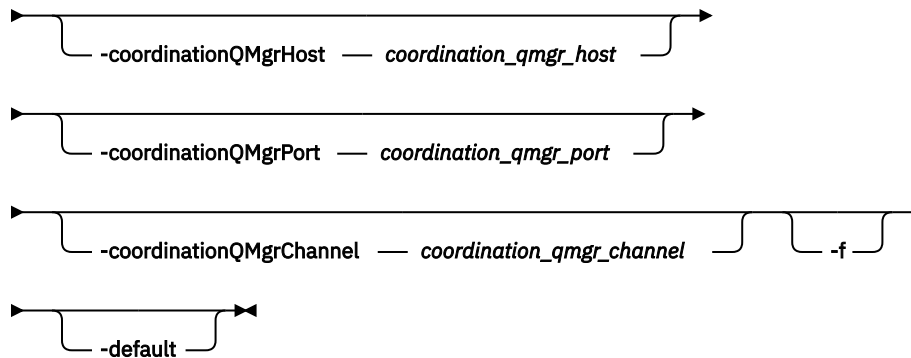 -coordinationQMgrHost — coordination_qmgr_host
-coordinationQMgrPort — coordination_qmgr_port
-coordinationQMgrChannel — coordination_qmgr_channel -f
-default